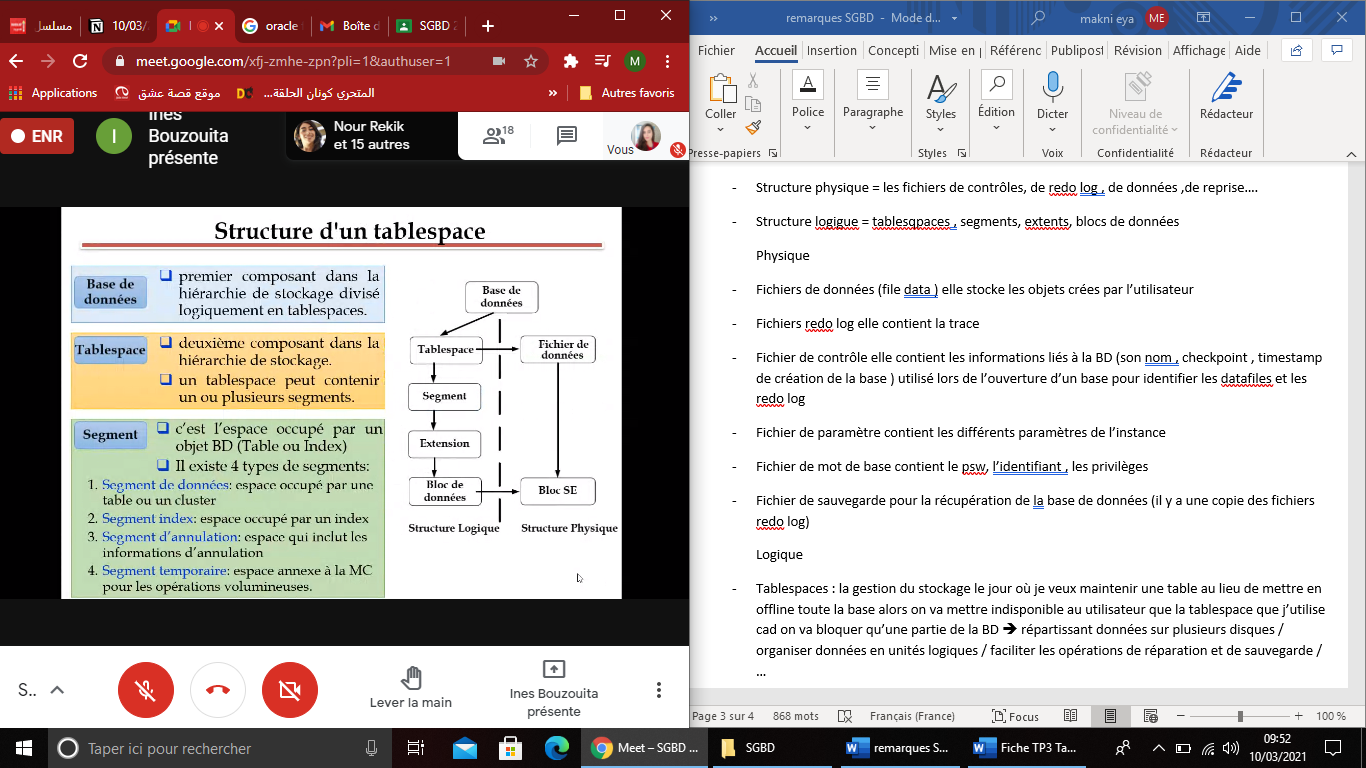 مسلسل
10/03/
oracle
Boîte d
SGBD 2
meet.google.com/xfj-zmhe-zpn?pli=1&authuser=1
M
Applications
موقع قصة عشق
المتحري كونان الحلقة...
»
Autres favoris
ENR
I
Ines
Bouzouita
présente
Nour Rekik
et 15 autres
18
Vous
Structure d'un tablespace
Base de
données
❑ premier composant dans la
hiérarchie de stockage divisé
logiquement en tablespaces.
Tablespace
❑ deuxième composant dans la
hiérarchie de stockage.
❑ un tablespace peut contenir
un ou plusieurs segments.
Segment
❑ c'est l'espace occupé par un
objet BD (Table ou Index)
❑ Il existe 4 types de segments:
1. Segment de données: espace occupé par une
table ou un cluster
2. Segment index: espace occupé par un index
3. Segment d'annulation: espace qui inclut les
informations d'annulation
4. Segment temporaire: espace annexe à la MC
pour les opérations volumineuses.
Base de
données
Tablespace
Fichier de
données
Segment
Extension
Bloc de
données
Bloc SE
Structure Logique
Structure Physique
S..
Lever la main
Ines Bouzouita
présente
»
remarques SGBD - Mode d...
makni eya
ME
Fichier
Accueil
Insertion
Concepti
Mise en
Référenc
Publipost
Révision
Affichage
Aide
Coller
Police
Paragraphe
Styles
Édition
Dicter
Niveau de
confidentialité
Rédacteur
Presse-papiers
Styles
Voix
Confidentialité
Rédacteur
- Structure physique = les fichiers de contrôles, de redo log , de données ,de reprise....
- Structure logigue = tablesqpaces , segments, extents, blocs de données
Physique
- Fichiers de données (file data ) elle stocke les objets crées par l'utilisateur
- Fichiers redo log elle contient la trace
- Fichier de contrôle elle contient les informations liés à la BD (son nom , checkpoint , timestamp
de création de la base ) utilisé lors de l'ouverture d'un base pour identifier les datafiles et les
redo log
- Fichier de paramètre contient les différents paramètres de l'instance
- Fichier de mot de base contient le psw, l'identifiant , les privilèges
- Fichier de sauvegarde pour la récupération de la base de données (il y a une copie des fichiers
redo log)
Logique
- Tablespaces : la gestion du stockage le jour où je veux maintenir une table au lieu de mettre en
offline toute la base alors on va mettre indisponible au utilisateur que la tablespace que j'utilise
cad on va bloquer qu'une partie de la BD ➔ répartissant données sur plusieurs disques /
organiser données en unités logiques / faciliter les opérations de réparation et de sauvegarde /
...
Page 3 sur 4
868 mots
Français (France)
Focus
100 %
Taper ici pour rechercher
Meet – SGBD ...
SGBD
remarques S...
Fiche TP3 Ta...
09:52
10/03/2021